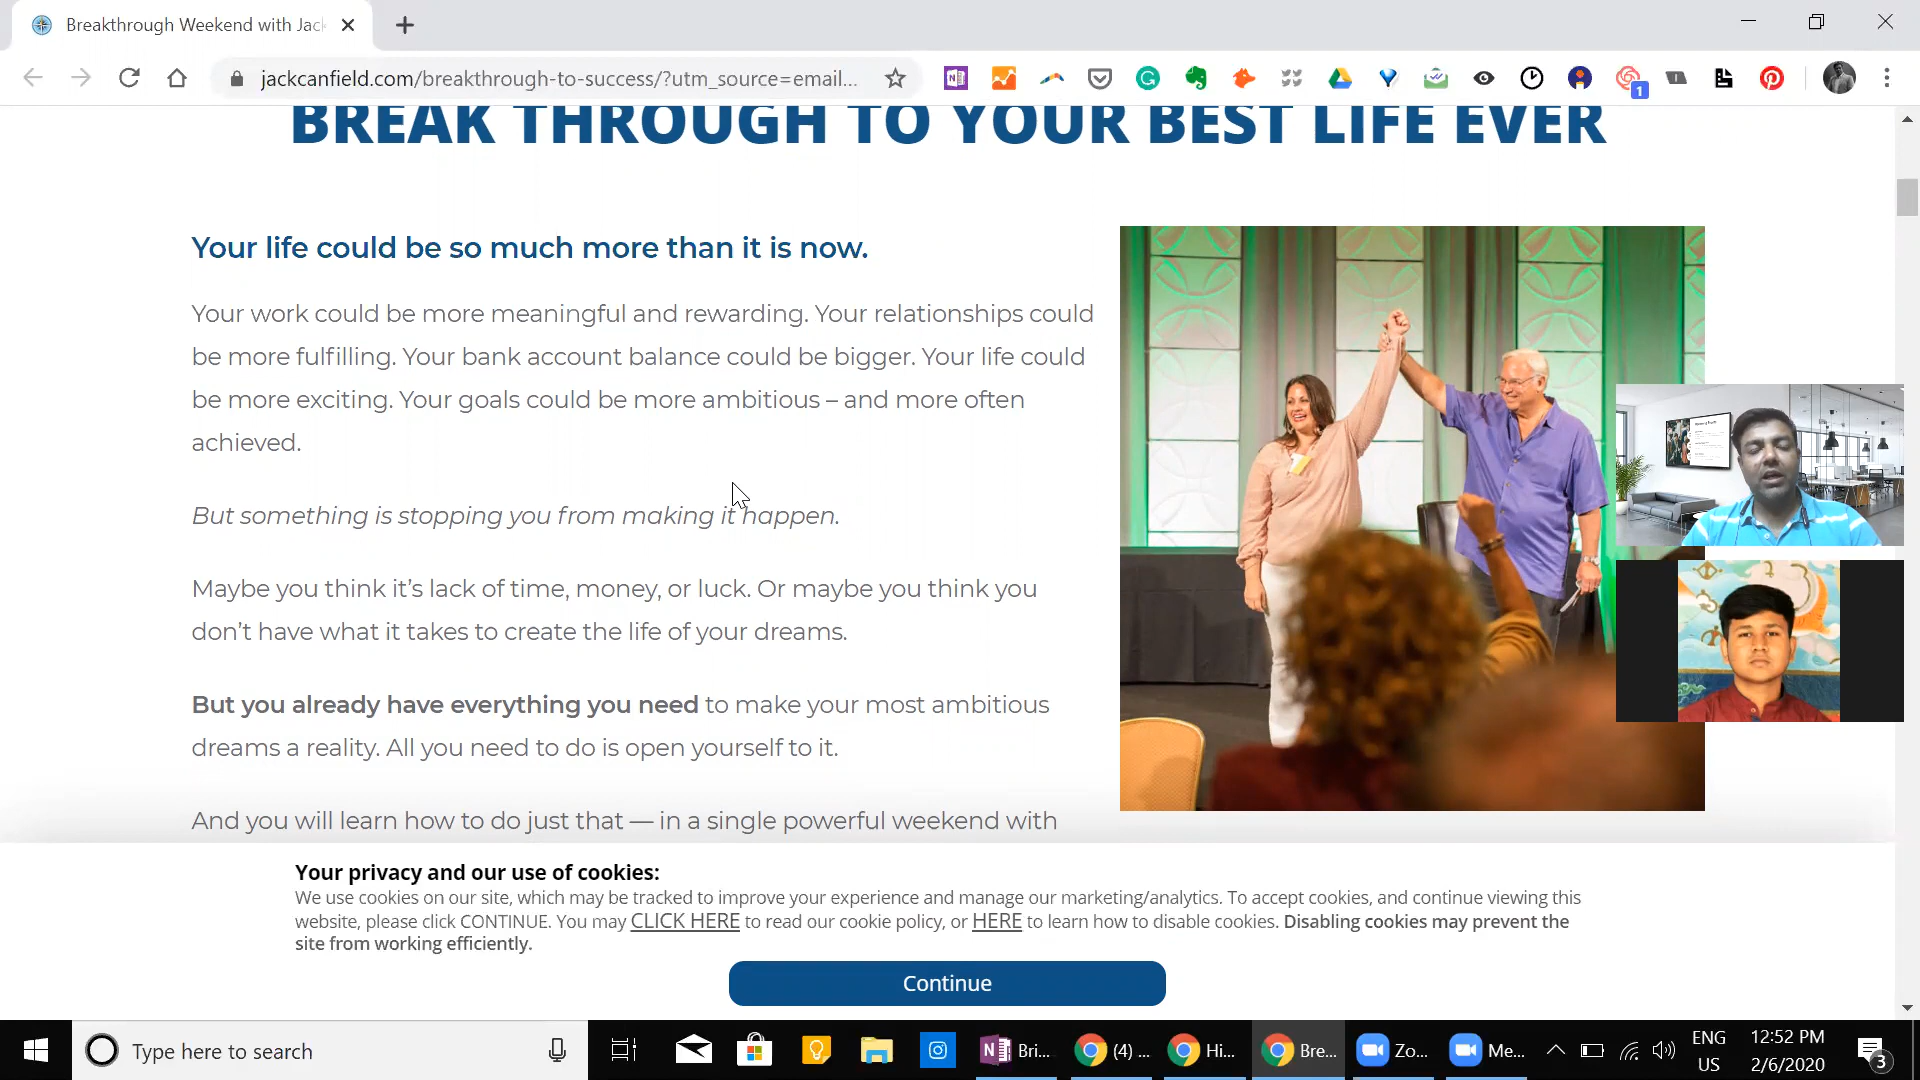 Breakthrough Weekend with Jac
jackcanfield.com/breakthrough-to-success/?utm_source=email...
1
BREAK THROUGH TO YOUR BEST LIFE EVER
Your life could be so much more than it is now.
Your work could be more meaningful and rewarding. Your relationships could
be more fulfilling. Your bank account balance could be bigger. Your life could
be more exciting. Your goals could be more ambitious – and more often
achieved.
But something is stopping you from making it happen.
Maybe you think it’s lack of time, money, or luck. Or maybe you think you
don’t have what it takes to create the life of your dreams.
But you already have everything you need to make your most ambitious
dreams a reality. All you need to do is open yourself to it.
And you will learn how to do just that — in a single powerful weekend with
Your privacy and our use of cookies:
We use cookies on our site, which may be tracked to improve your experience and manage our marketing/analytics. To accept cookies, and continue viewing this
website, please click CONTINUE. You may CLICK HERE to read our cookie policy, or HERE to learn how to disable cookies. Disabling cookies may prevent the
site from working efficiently.
Continue
Type here to search
Bri...
(4) ...
Hi...
Bre...
Zo...
Me...
ENG
US
12:52 PM
2/6/2020
3